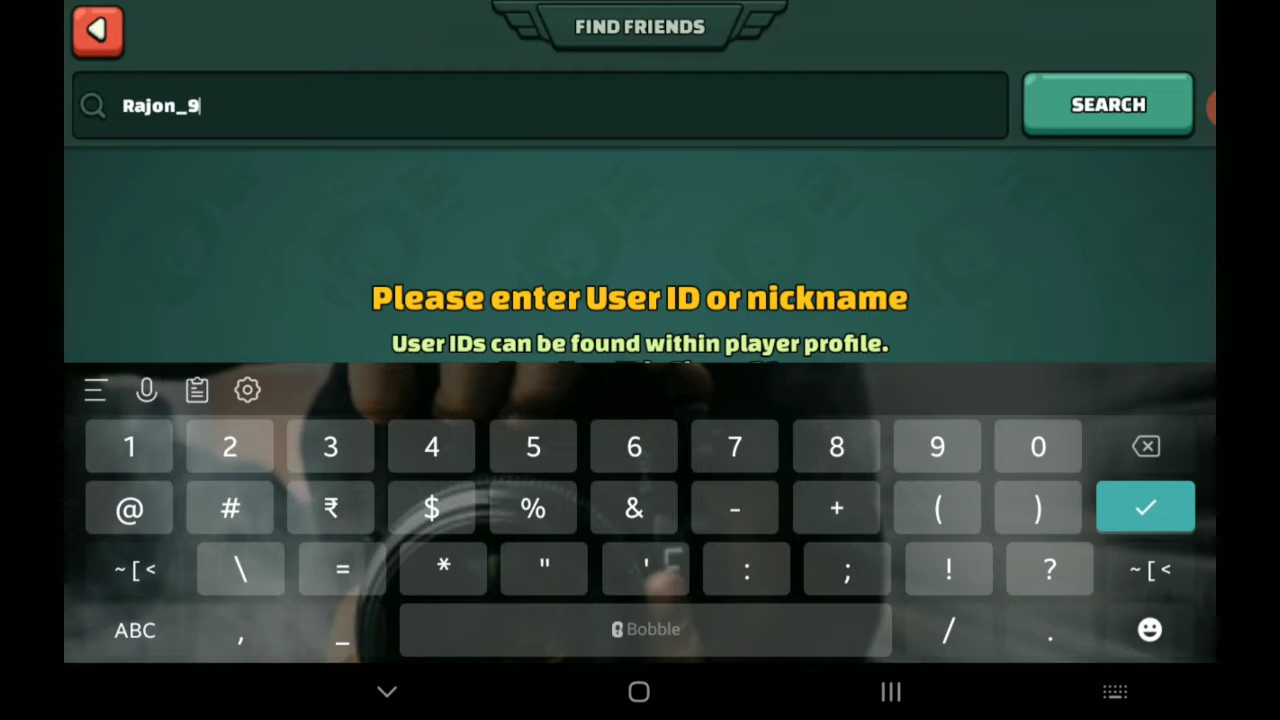 FIND FRIENDS
Rajon_9
SEARCH
Please enter User ID or nickname
User IDs can be found within player profile.
1 2 3 4 5 6 7 8 9 0
@ # ₹ $ % & - + ( )
~ [ < \ = * " ' : ; ! ? ~ [ <
ABC , _ Bobble / .